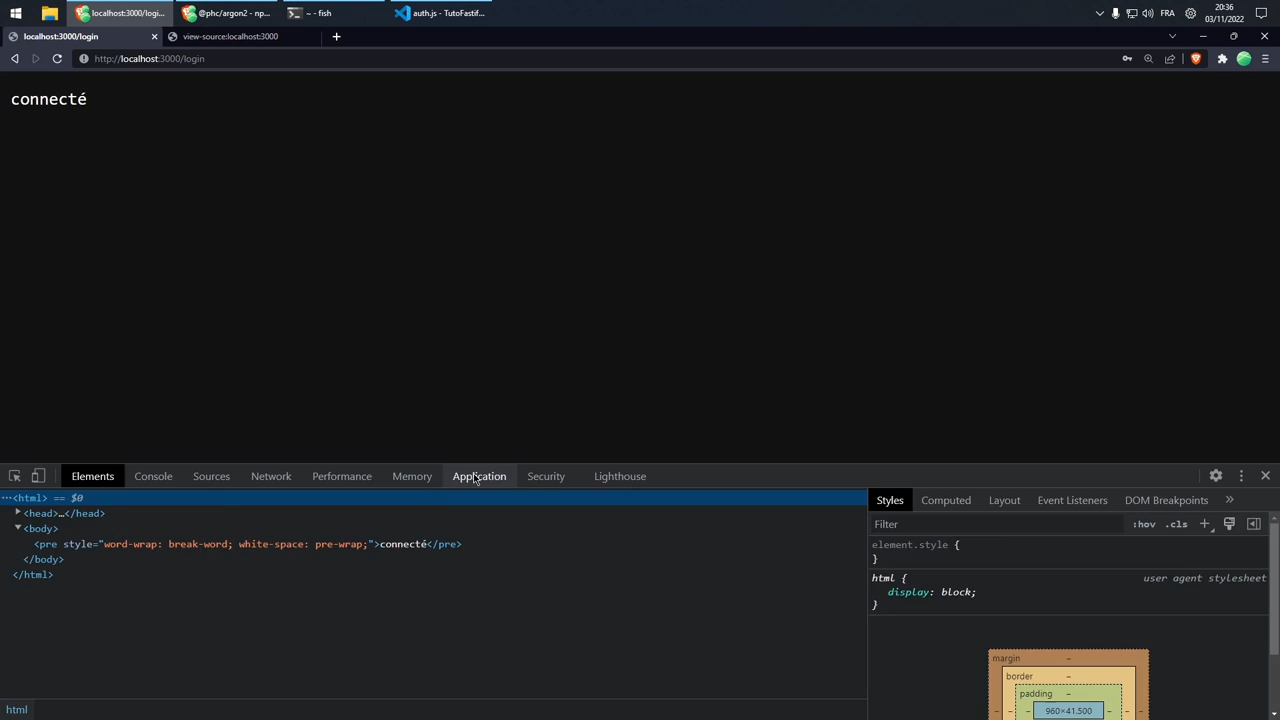 localhost:3000/logi...
@phc/argon2 - np...
~ - fish
auth.js - TutoFastif...
FRA
20:36
03/11/2022
localhost:3000/login
view-source:localhost:3000
http://localhost:3000/login
connecté
Elements Console Sources Network Performance Memory Application Security Lighthouse
…<html> == $0
<head>…</head>
<body>
<pre style="word-wrap: break-word; white-space: pre-wrap;">connecté</pre>
</body>
</html>
html
Styles Computed Layout Event Listeners DOM Breakpoints »
Filter :hov .cls +
element.style {
}
html { user agent stylesheet
display: block;
}
margin –
border –
padding –
– – – 960×41.500 – – –